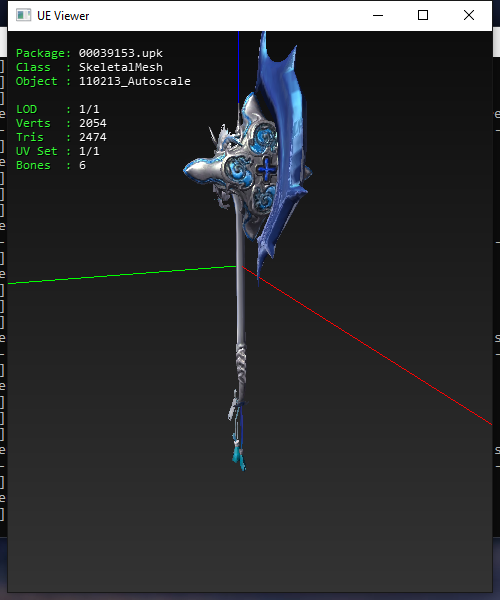 UE Viewer
Package: 00039153.upk
Class : SkeletalMesh
Object : 110213_Autoscale
LOD : 1/1
Verts : 2054
Tris : 2474
UV Set : 1/1
Bones : 6